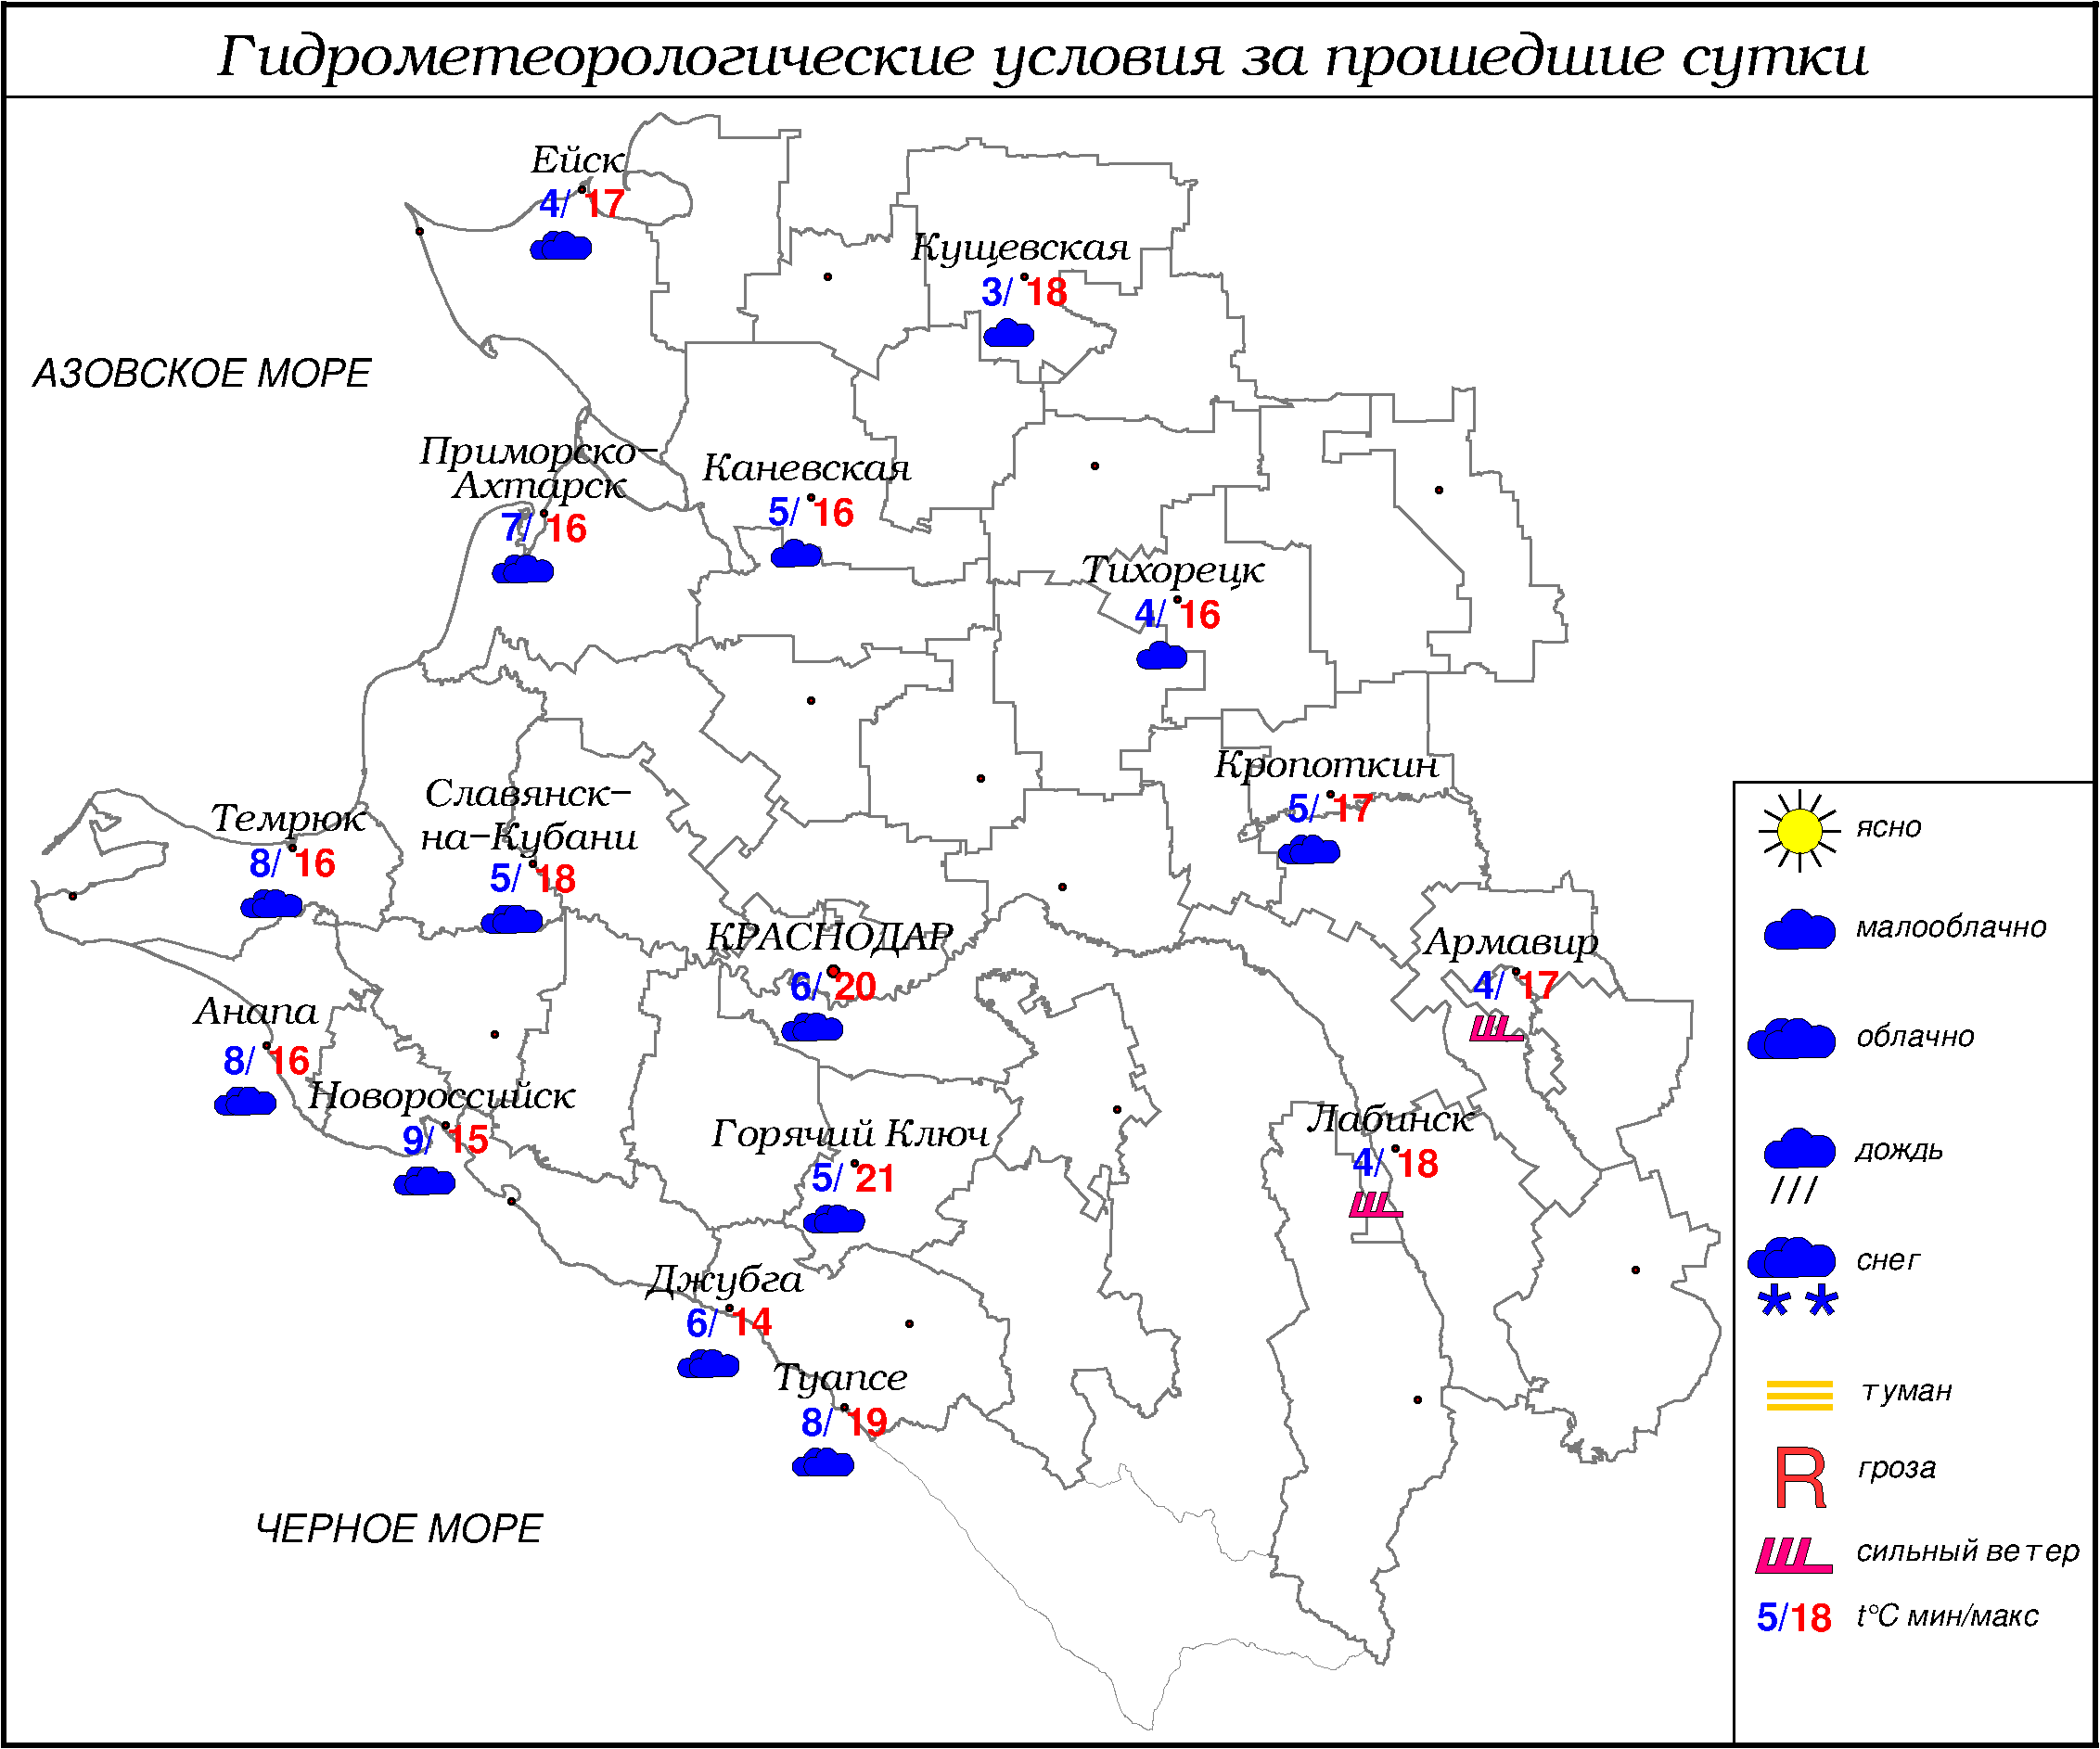 Гидрометеорологические условия за прошедшие сутки
Ейск
4/ 17
Кущевская
3/ 18
АЗОВСКОЕ МОРЕ
Приморско-
Ахтарск
7/ 16
Каневская
5/ 16
Тихорецк
4/ 16
Кропоткин
5/ 17
Темрюк
8/ 16
Славянск-
на-Кубани
5/ 18
КРАСНОДАР
6/ 20
Армавир
4/ 17
Анапа
8/ 16
Новороссийск
9/ 15
Горячий Ключ
5/ 21
Лабинск
4/ 18
Джубга
6/ 14
Туапсе
8/ 19
ЧЕРНОЕ МОРЕ
ясно
малооблачно
облачно
дождь
снег
туман
R гроза
сильный ветер
5/18 t°C мин/макс